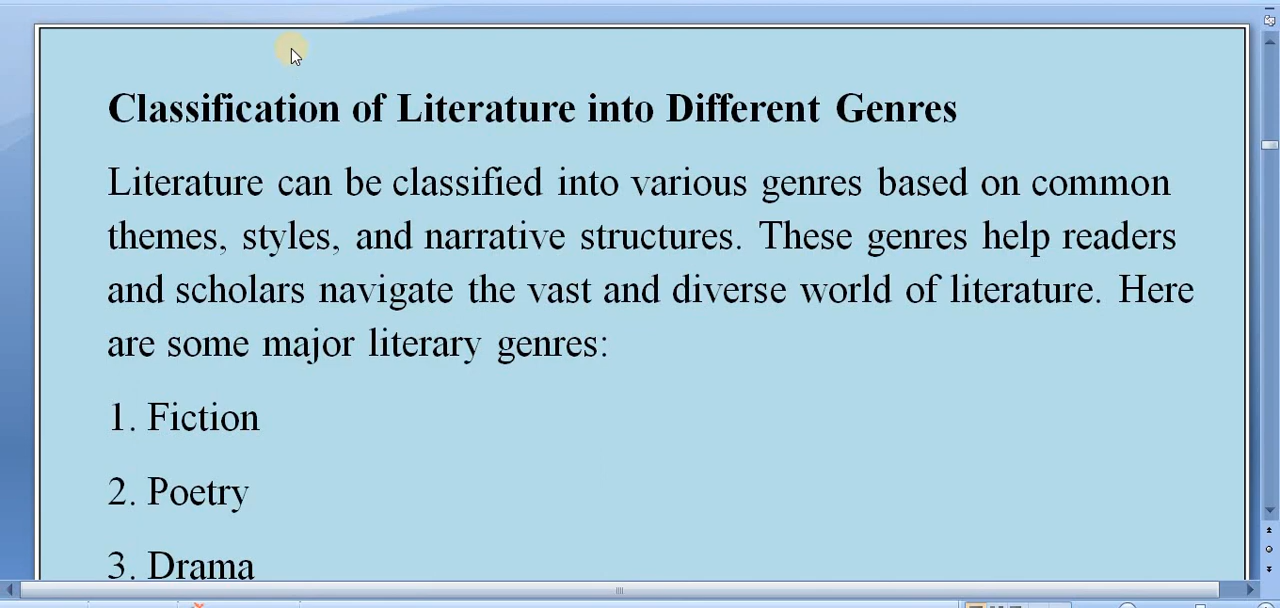 Classification of Literature into Different Genres
Literature can be classified into various genres based on common
themes, styles, and narrative structures. These genres help readers
and scholars navigate the vast and diverse world of literature. Here
are some major literary genres:
1. Fiction
2. Poetry
3. Drama